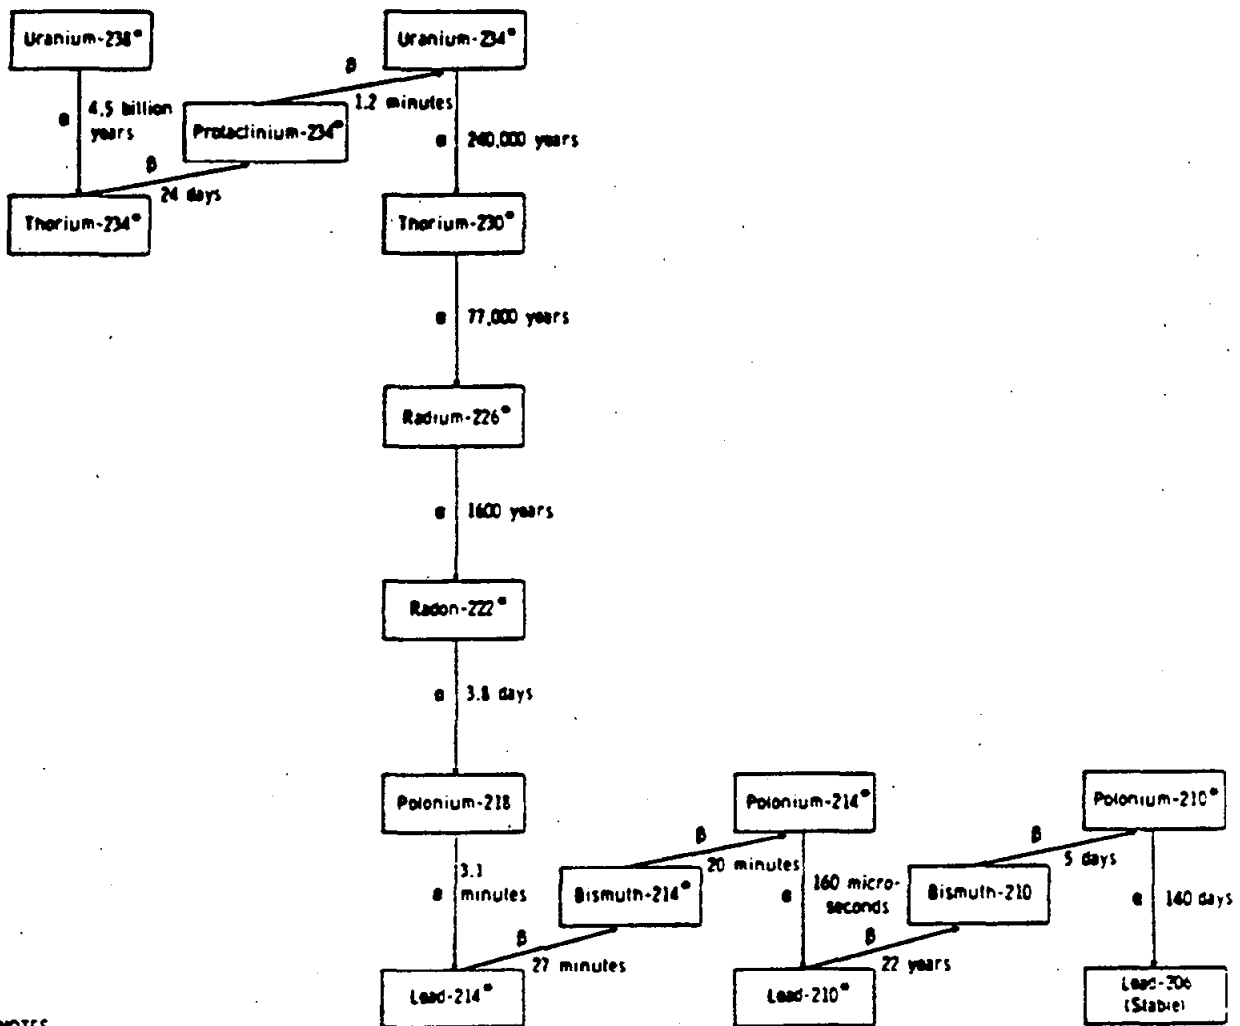 Uranium-238*
Uranium-234*
β
1.2 minutes
α
4.5 billion
years
Protactinium-234*
α
240,000 years
β
24 days
Thorium-234*
Thorium-230*
α
77,000 years
Radium-226*
α
1600 years
Radon-222*
α
3.8 days
Polonium-218
Polonium-214*
Polonium-210*
α
3.1
minutes
β
20 minutes
Bismuth-214*
α
160 micro-
seconds
β
5 days
Bismuth-210
α
140 days
β
27 minutes
β
22 years
Lead-214*
Lead-210*
Lead-206
(Stable)
NOTES